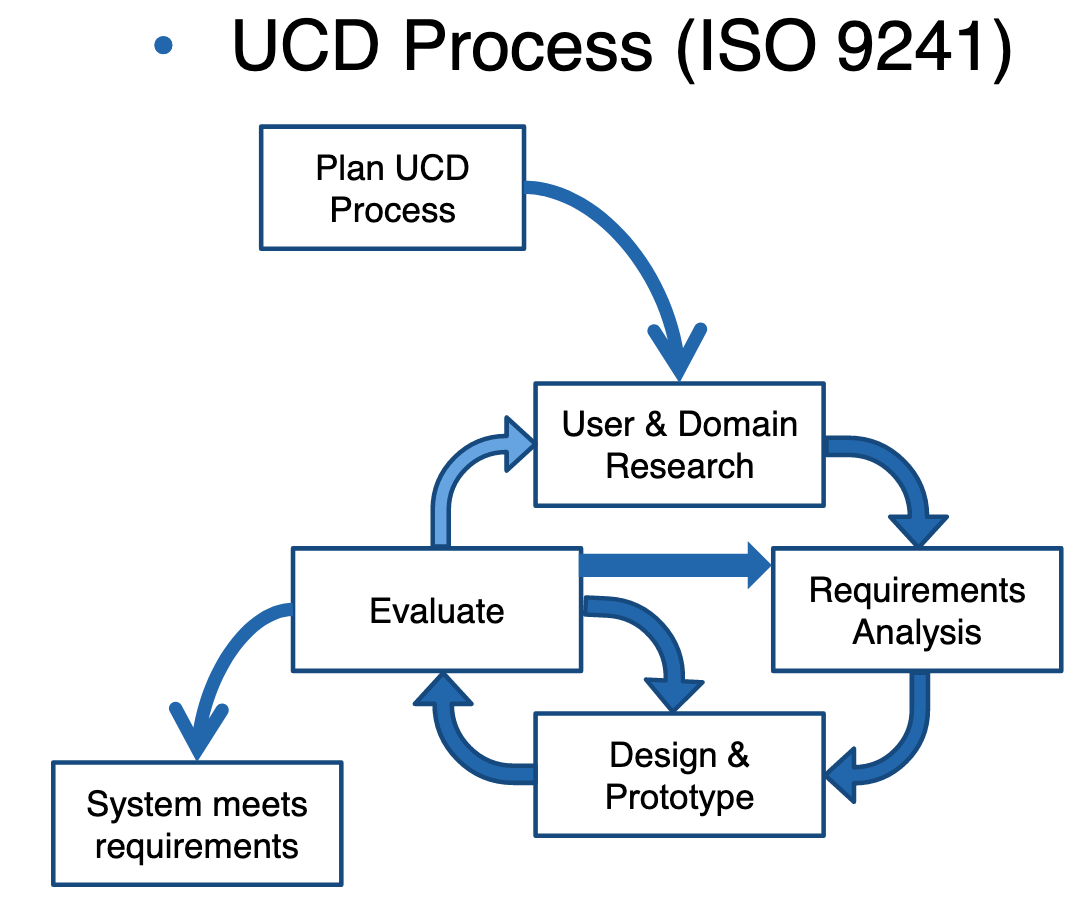 • UCD Process (ISO 9241)
Plan UCD
Process
User & Domain
Research
Evaluate
Requirements
Analysis
Design &
Prototype
System meets
requirements